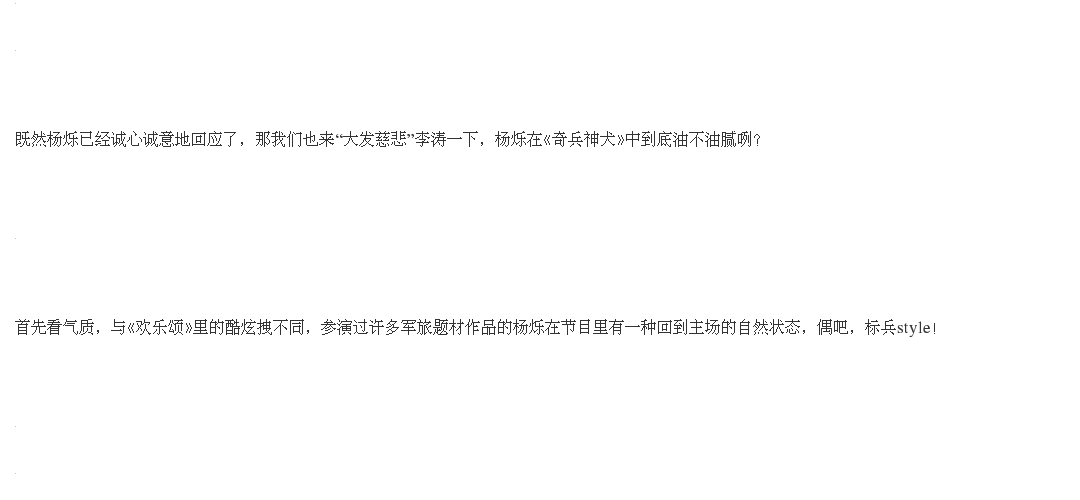 既然杨烁已经诚心诚意地回应了，那我们也来“大发慈悲”李涛一下，杨烁在《奇兵神犬》中到底油不油腻咧？
首先看气质，与《欢乐颂》里的酷炫拽不同，参演过许多军旅题材作品的杨烁在节目里有一种回到主场的自然状态，偶吧，标兵style！